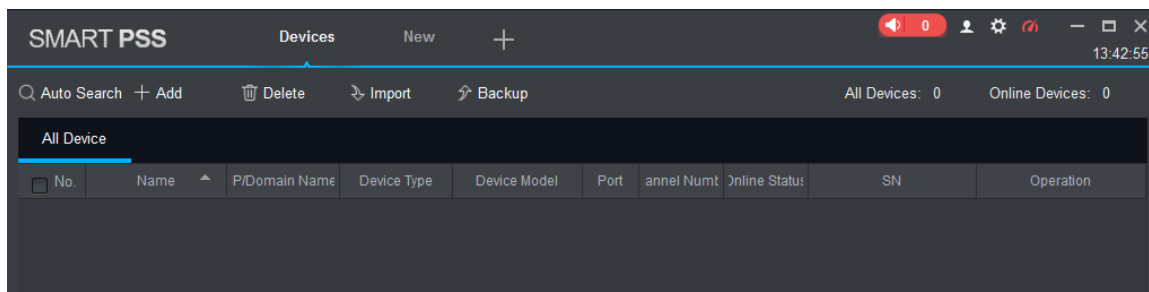 SMART PSS Devices New 0
13:42:55
Auto Search Add Delete Import Backup All Devices: 0 Online Devices: 0
All Device
No. Name P/Domain Name Device Type Device Model Port annel Numb Online Status SN Operation